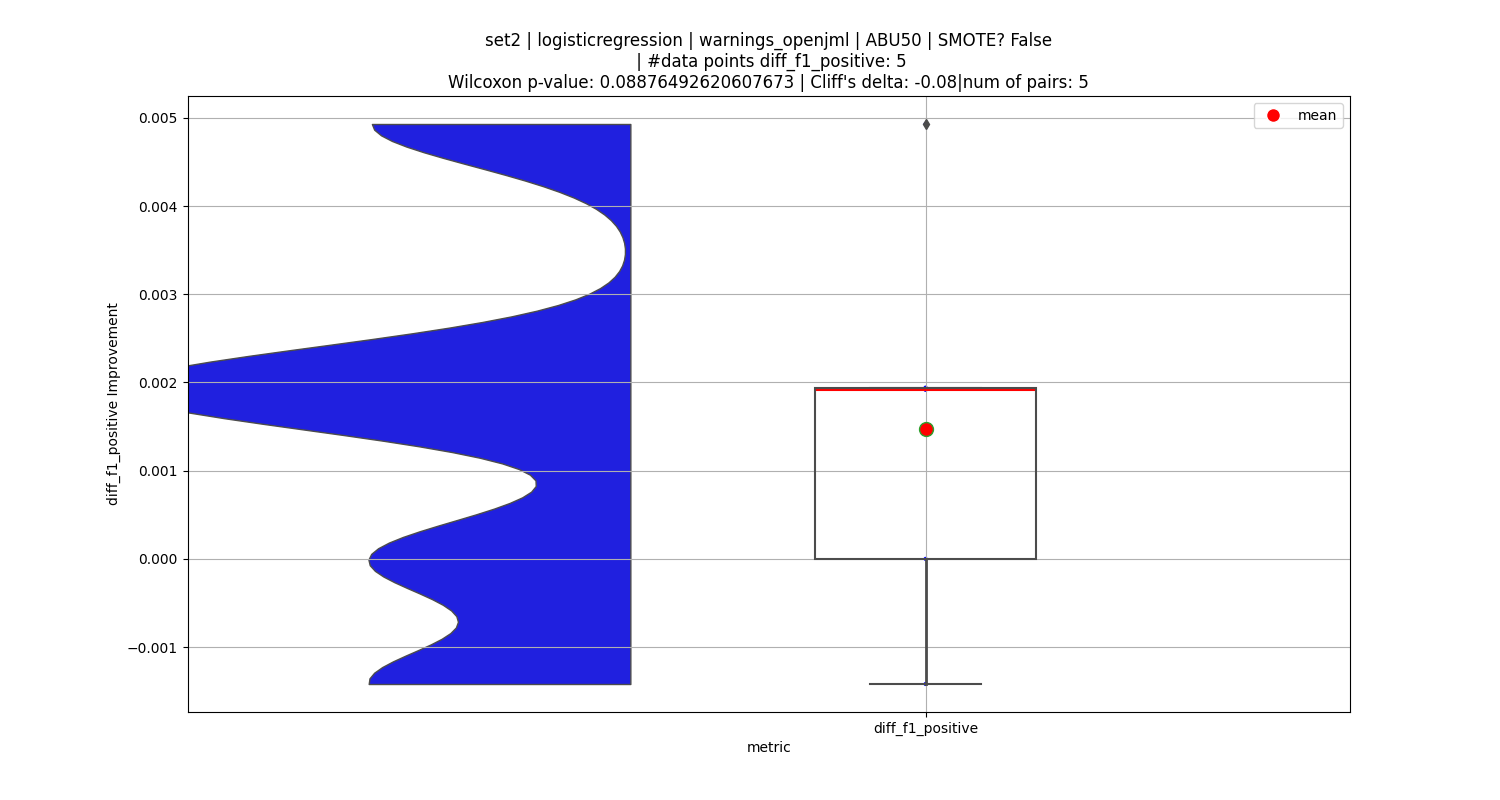 set2 | logisticregression | warnings_openjml | ABU50 | SMOTE? False
| #data points diff_f1_positive: 5
Wilcoxon p-value: 0.08876492620607673 | Cliff's delta: -0.08|num of pairs: 5
mean
0.005
0.004
0.003
0.002
0.001
0.000
−0.001
diff_f1_positive Improvement
diff_f1_positive
metric